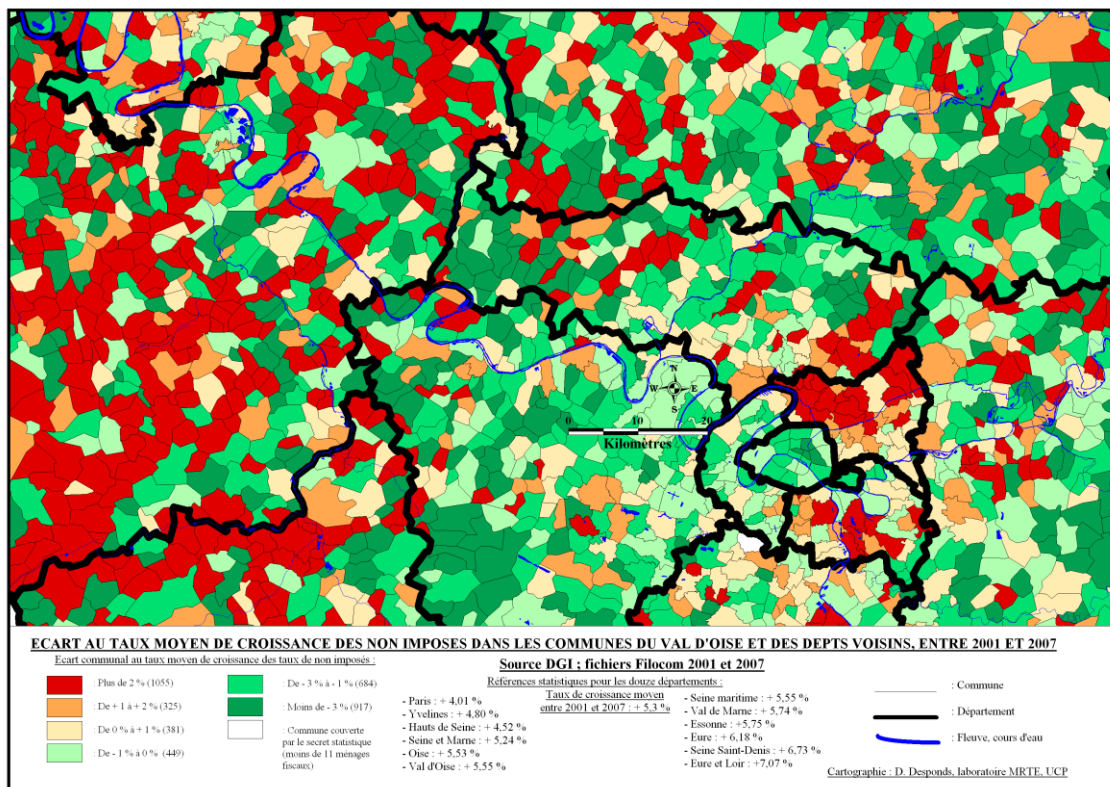 N
W E
S
0 10 20
Kilomètres
ECART AU TAUX MOYEN DE CROISSANCE DES NON IMPOSES DANS LES COMMUNES DU VAL D'OISE ET DES DEPTS VOISINS, ENTRE 2001 ET 2007
Source DGI ; fichiers Filocom 2001 et 2007
Ecart communal au taux moyen de croissance des taux de non imposés :
: Plus de 2 % (1055)
: De + 1 à + 2 % (325)
: De 0 % à + 1 % (381)
: De - 1 % à 0 % (449)
: De - 3 % à - 1 % (684)
: Moins de - 3 % (917)
: Commune couverte
par le secret statistique
(moins de 11 ménages
fiscaux)
Références statistiques pour les douze départements :
Taux de croissance moyen
entre 2001 et 2007 : + 5,3 %
- Paris : + 4,01 %
- Yvelines : + 4,80 %
- Hauts de Seine : + 4,52 %
- Seine et Marne : + 5,24 %
- Oise : + 5,53 %
- Val d'Oise : + 5,55 %
- Seine maritime : + 5,55 %
- Val de Marne : + 5,74 %
- Essonne : +5,75 %
- Eure : + 6,18 %
- Seine Saint-Denis : + 6,73 %
- Eure et Loir : +7,07 %
: Commune
: Département
: Fleuve, cours d'eau
Cartographie : D. Desponds, laboratoire MRTE, UCP